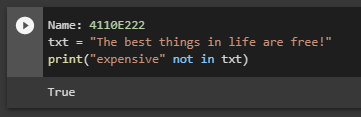 Name: 4110E222
txt = "The best things in life are free!"
print("expensive" not in txt)
True